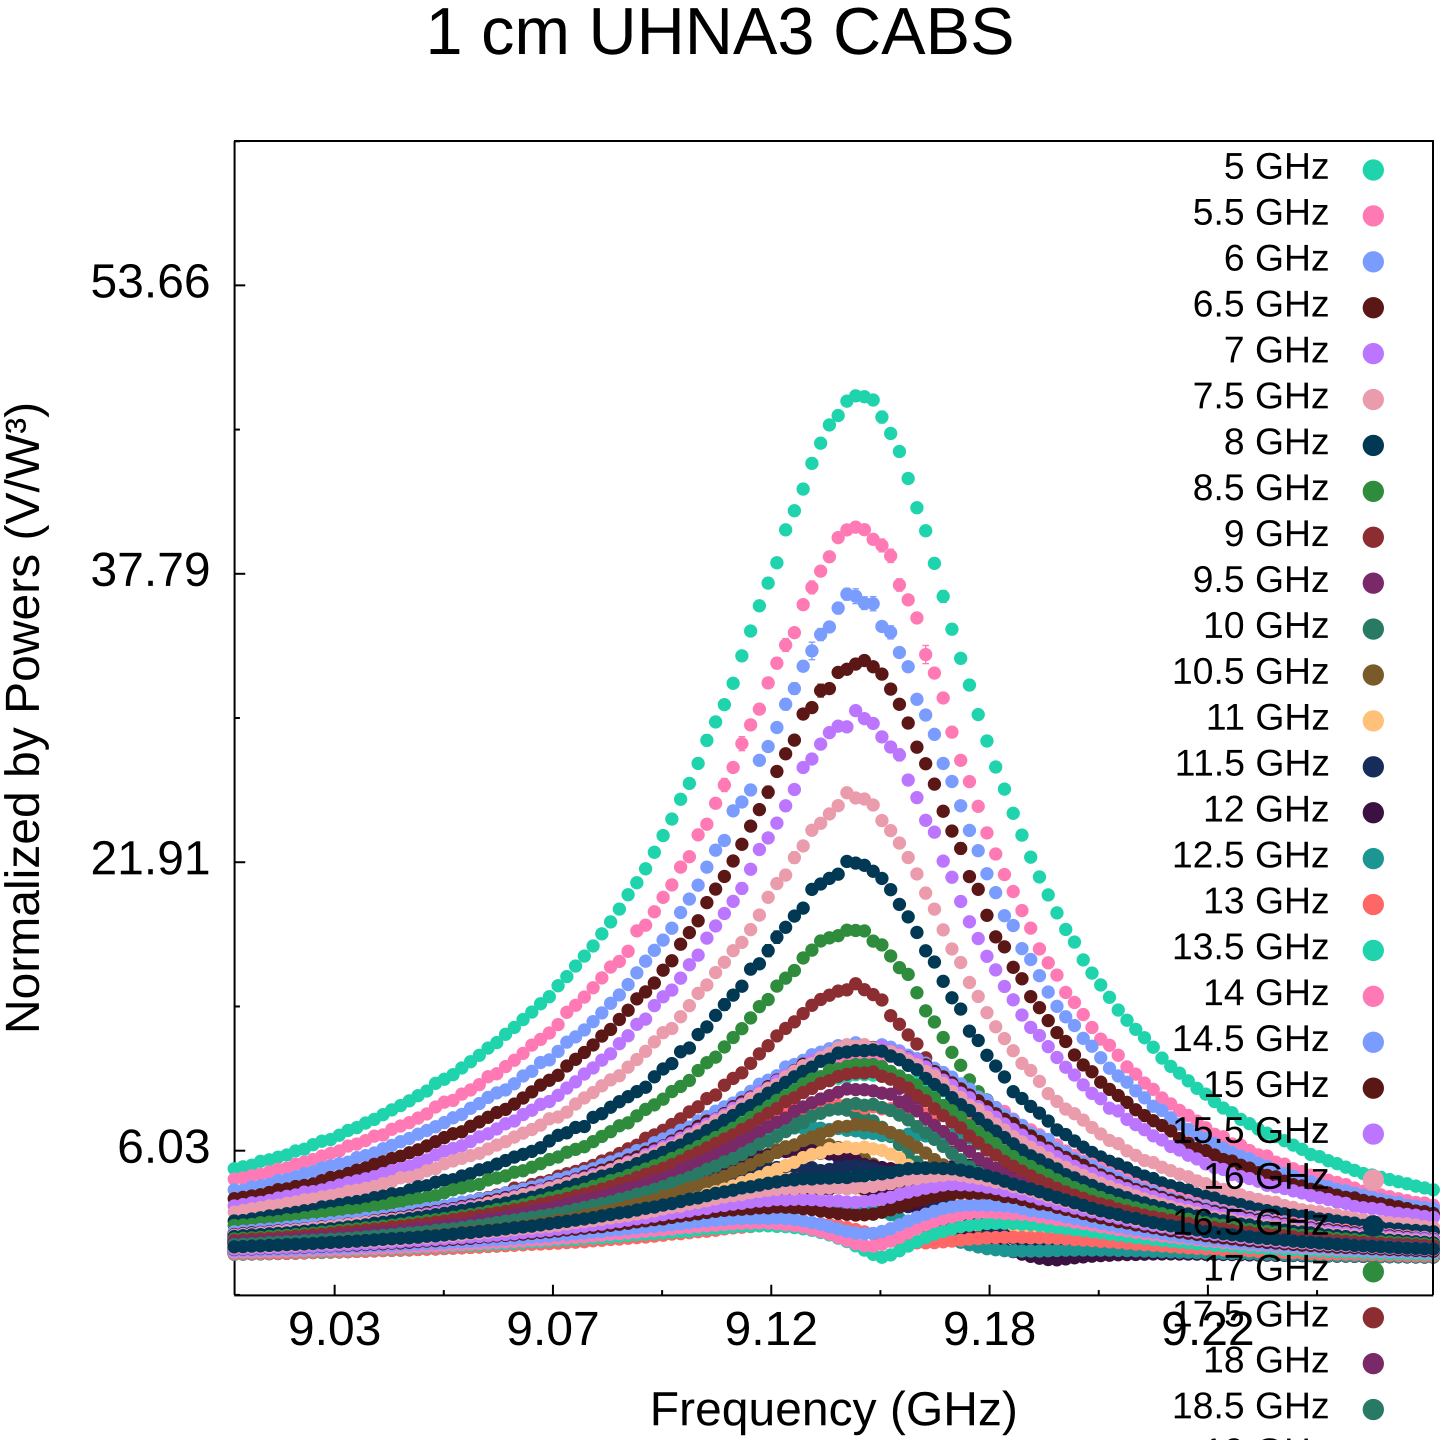 1 cm UHNA3 CABS
5 GHz
5.5 GHz
6 GHz
6.5 GHz
7 GHz
7.5 GHz
8 GHz
8.5 GHz
9 GHz
9.5 GHz
10 GHz
10.5 GHz
11 GHz
11.5 GHz
12 GHz
12.5 GHz
13 GHz
13.5 GHz
14 GHz
14.5 GHz
15 GHz
15.5 GHz
16 GHz
16.5 GHz
17 GHz
17.5 GHz
18 GHz
18.5 GHz
53.66
37.79
21.91
6.03
Normalized by Powers (V/W³)
9.03 9.07 9.12 9.18 9.22
Frequency (GHz)